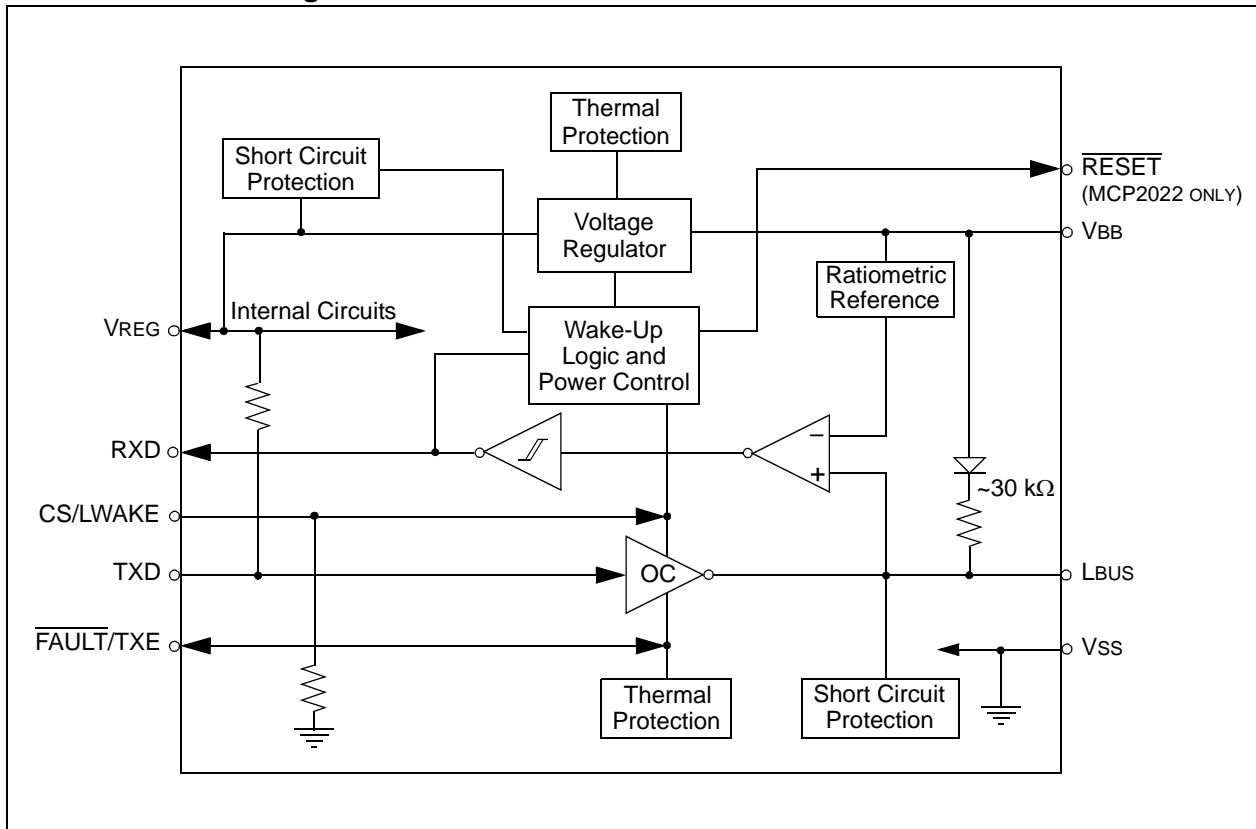 Thermal
Protection
Short Circuit
Protection
RESET
(MCP2022 ONLY)
Voltage
Regulator
VBB
Ratiometric
Reference
VREG
Internal Circuits
Wake-Up
Logic and
Power Control
RXD
−
+
~30 kΩ
CS/LWAKE
TXD
OC
LBUS
FAULT/TXE
VSS
Thermal
Protection
Short Circuit
Protection